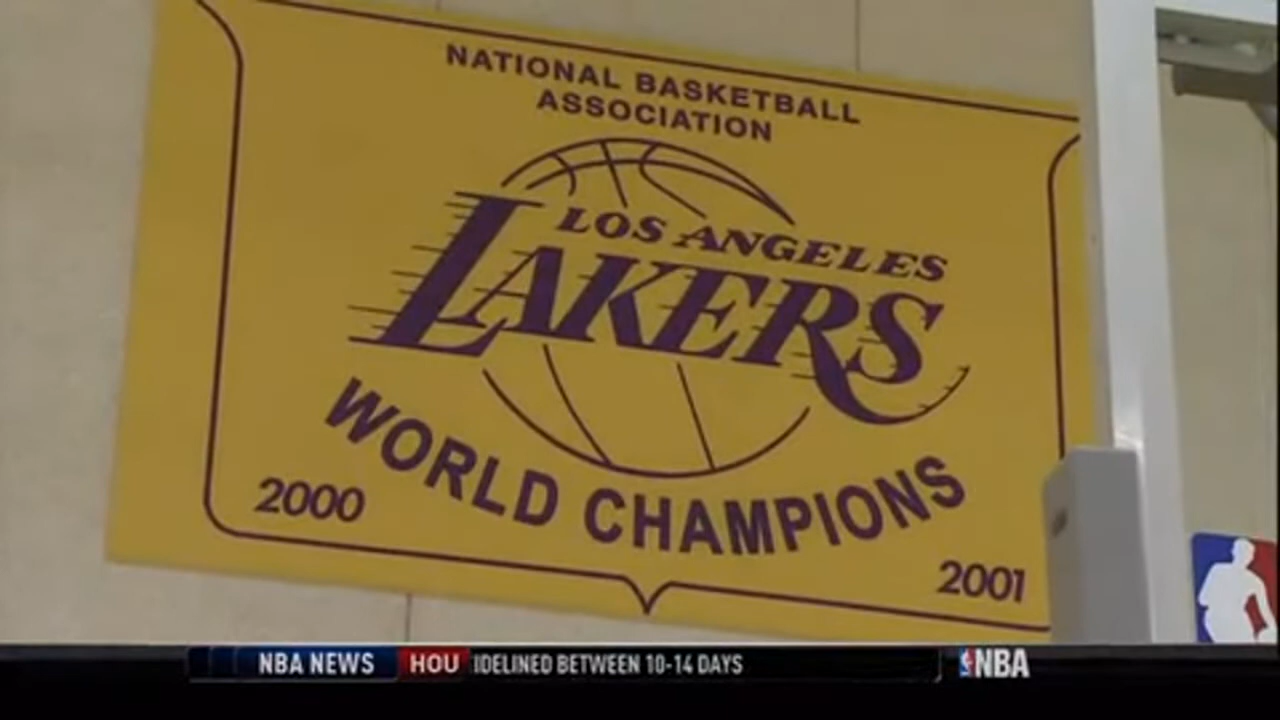 NATIONAL BASKETBALL
ASSOCIATION
LOS ANGELES
LAKERS
WORLD CHAMPIONS
2000
2001
NBA NEWS HOU IDELINED BETWEEN 10-14 DAYS NBA